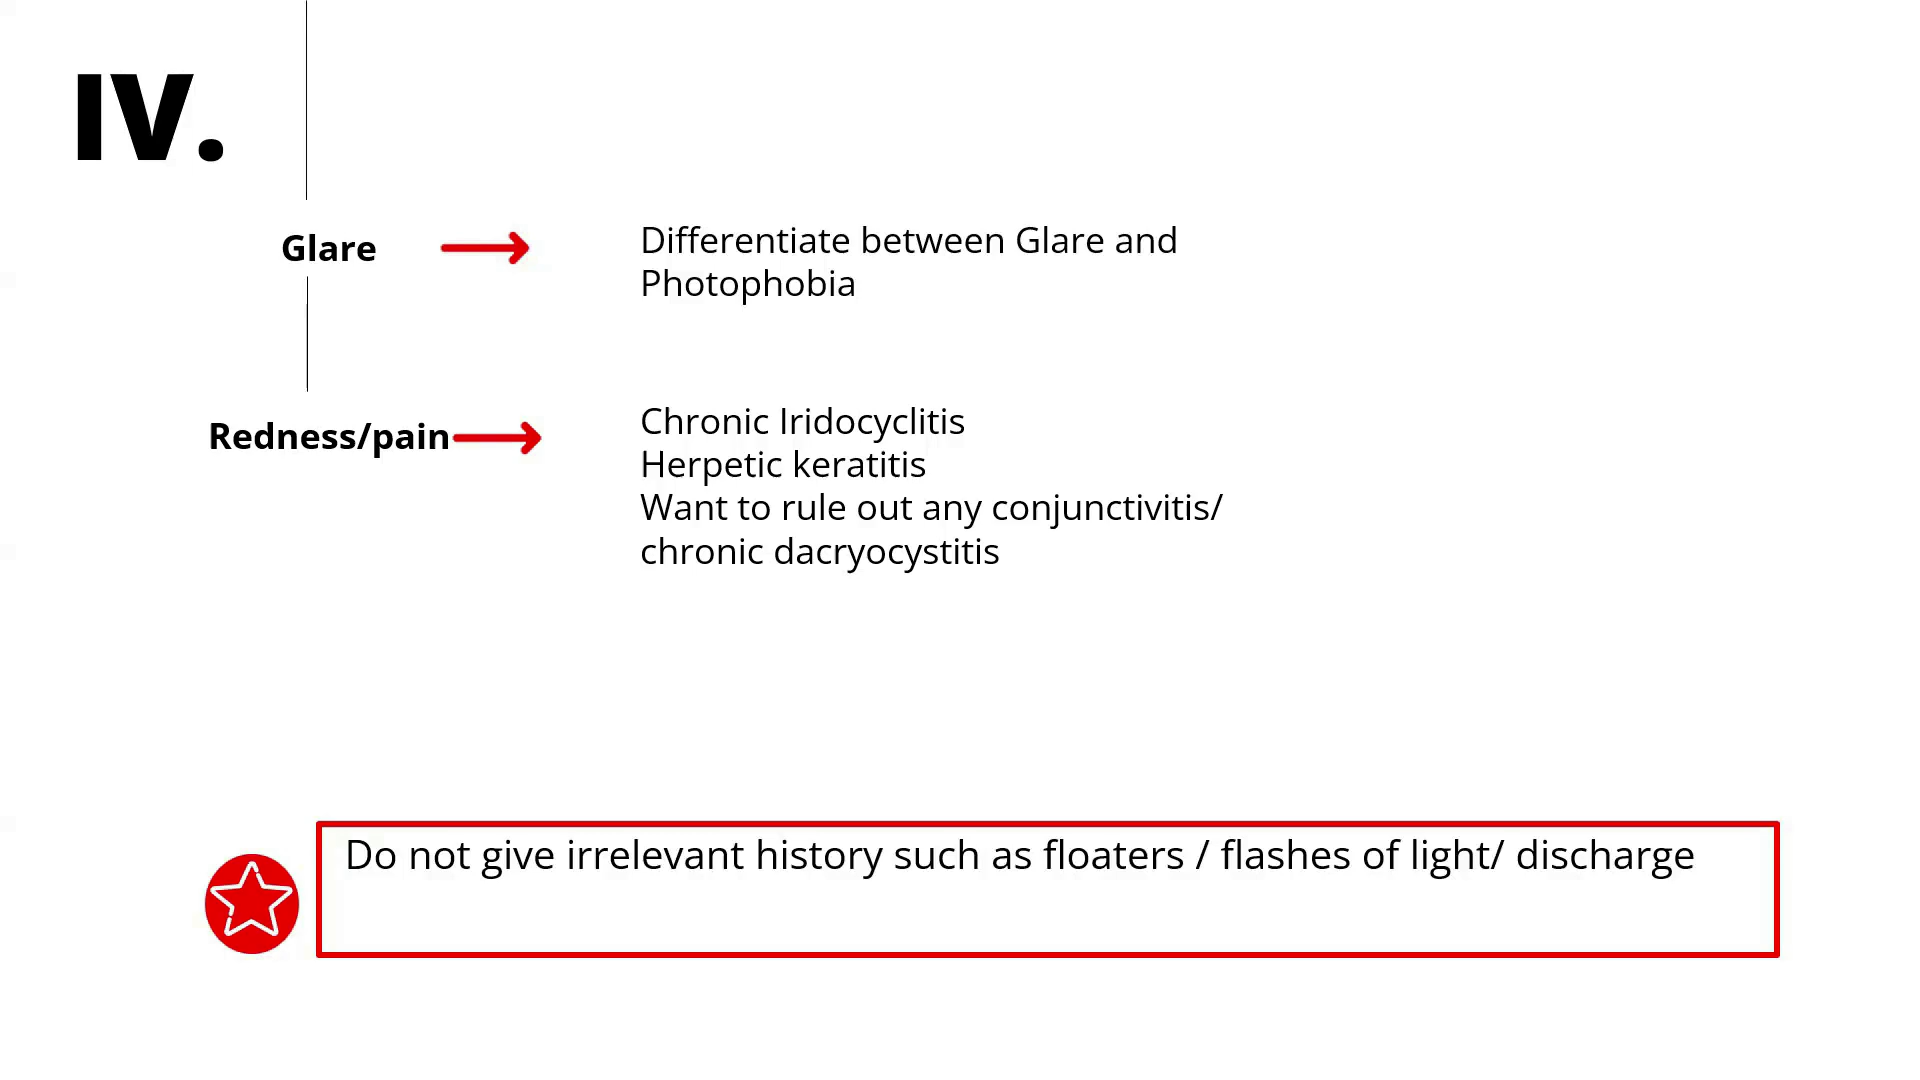 IV.
Glare
Differentiate between Glare and
Photophobia
Redness/pain
Chronic Iridocyclitis
Herpetic keratitis
Want to rule out any conjunctivitis/
chronic dacryocystitis
Do not give irrelevant history such as floaters / flashes of light/ discharge